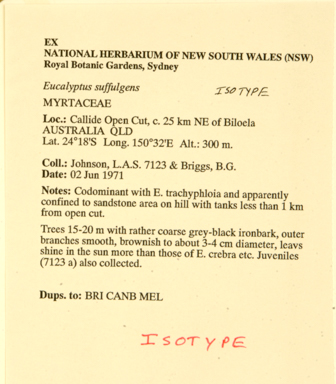 EX
NATIONAL HERBARIUM OF NEW SOUTH WALES (NSW)
Royal Botanic Gardens, Sydney
Eucalyptus suffulgens ISOTYPE
MYRTACEAE
Loc.: Callide Open Cut, c. 25 km NE of Biloela
AUSTRALIA QLD
Lat. 24°18'S Long. 150°32'E Alt.: 300 m.
Coll.: Johnson, L.A.S. 7123 & Briggs, B.G.
Date: 02 Jun 1971
Notes: Codominant with E. trachyphloia and apparently
confined to sandstone area on hill with tanks less than 1 km
from open cut.
Trees 15-20 m with rather coarse grey-black ironbark, outer
branches smooth, brownish to about 3-4 cm diameter, leavs
shine in the sun more than those of E. crebra etc. Juveniles
(7123 a) also collected.
Dups. to: BRI CANB MEL
ISOTYPE